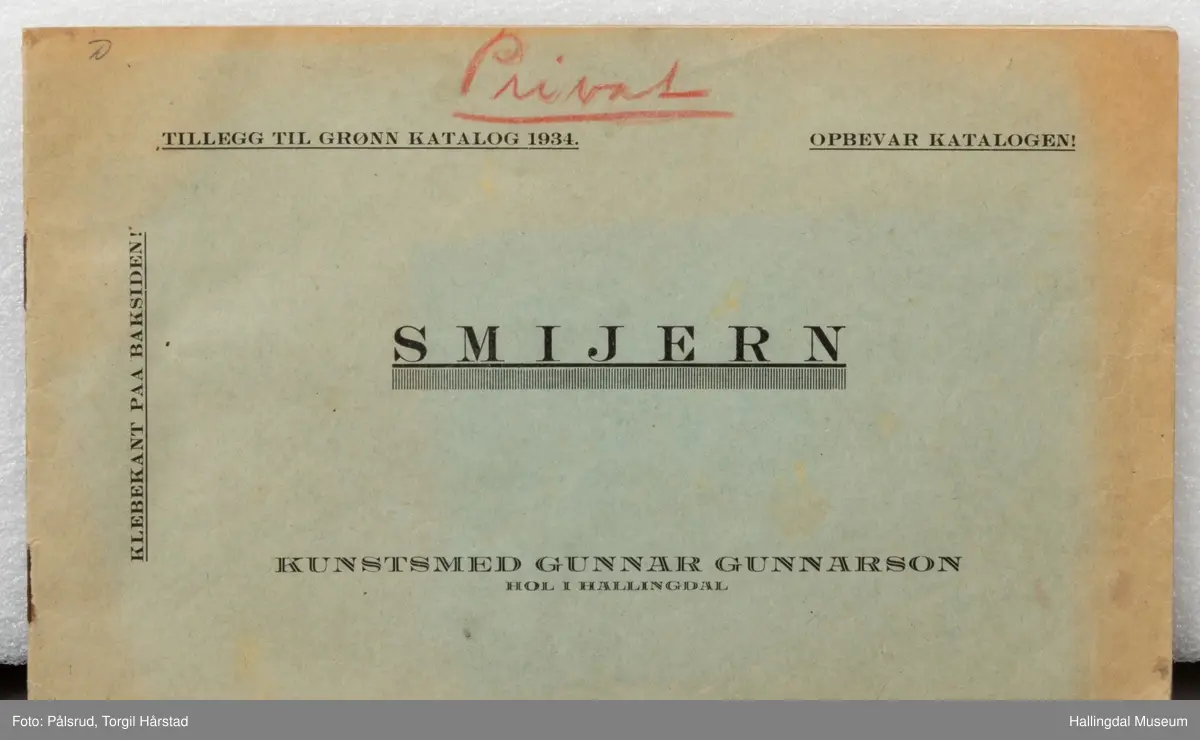 Privat
TILLEGG TIL GRØNN KATALOG 1934.
OPBEVAR KATALOGEN!
KLEBEKANT PAA BAKSIDEN!
SMIJERN
KUNSTSMED GUNNAR GUNNARSON
HOL I HALLINGDAL
Foto: Pålsrud, Torgil Hårstad
Hallingdal Museum